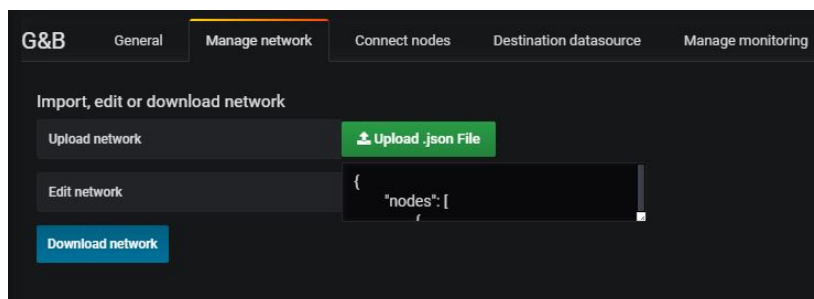 G&B General Manage network Connect nodes Destination datasource Manage monitoring
Import, edit or download network
Upload network Upload .json File
Edit network
{
"nodes": [
{
Download network